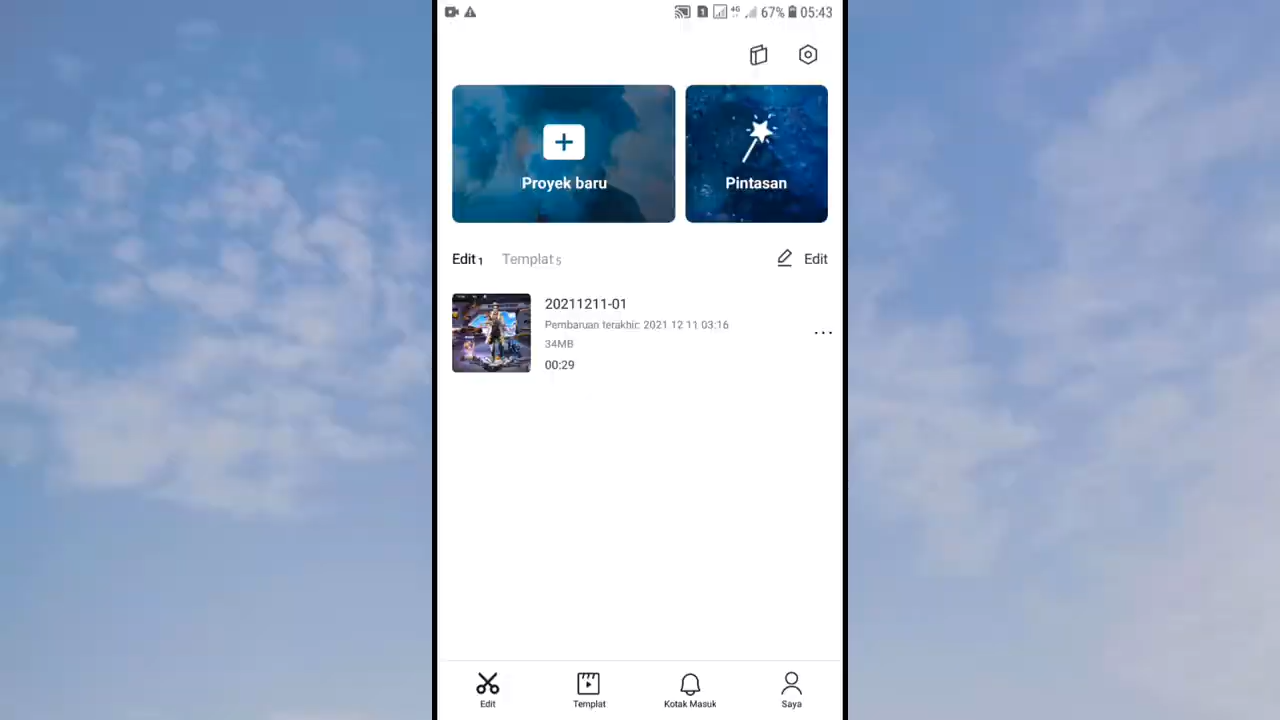 4G 67% 05:43
Proyek baru
Pintasan
Edit 1 Templat 5 Edit
20211211-01
Pembaruan terakhir: 2021 12 11 03:16
34MB
00:29
Edit Templat Kotak Masuk Saya